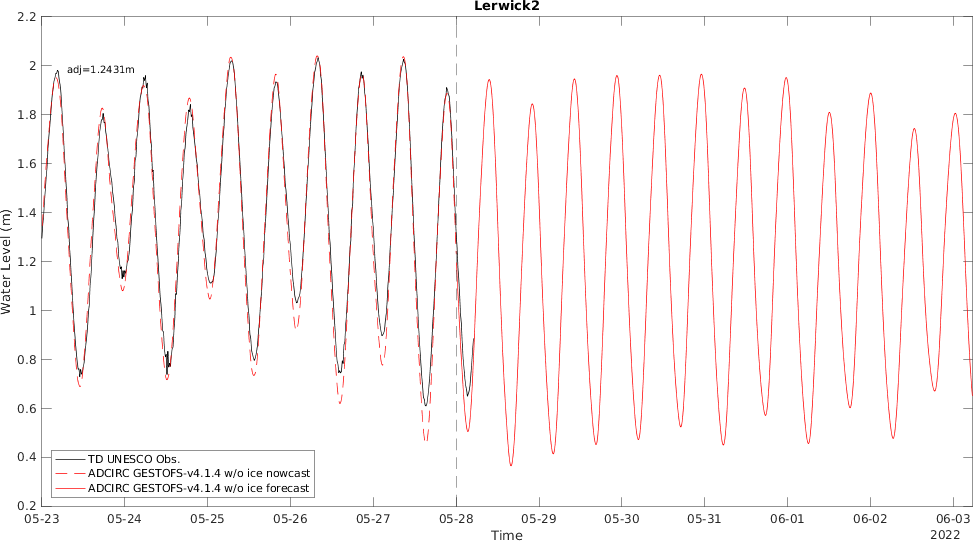 Lerwick2
2.2
2
1.8
1.6
1.4
1.2
1
0.8
0.6
0.4
0.2
Water Level (m)
adj=1.2431m
TD UNESCO Obs.
ADCIRC GESTOFS-v4.1.4 w/o ice nowcast
ADCIRC GESTOFS-v4.1.4 w/o ice forecast
05-23 05-24 05-25 05-26 05-27 05-28 05-29 05-30 05-31 06-01 06-02 06-03
Time
2022